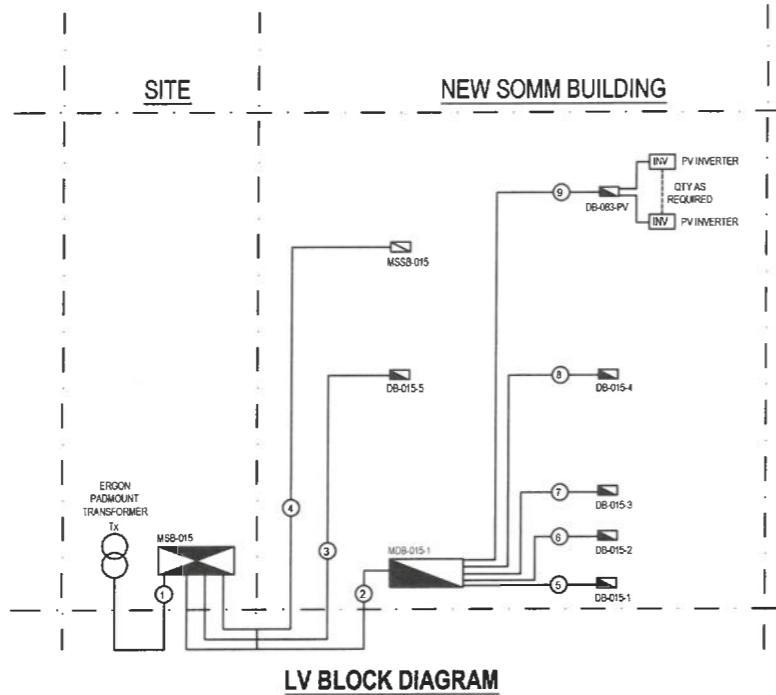 SITE
NEW SOMM BUILDING
INV
PV INVERTER
9
DB-083-PV
QTY AS
REQUIRED
INV
PV INVERTER
MSSB-015
DB-015-5
8
DB-015-4
ERGON
PADMOUNT
TRANSFORMER
Tx
MSB-015
4
3
7
DB-015-3
6
DB-015-2
MDB-015-1
1
2
5
DB-015-1
LV BLOCK DIAGRAM